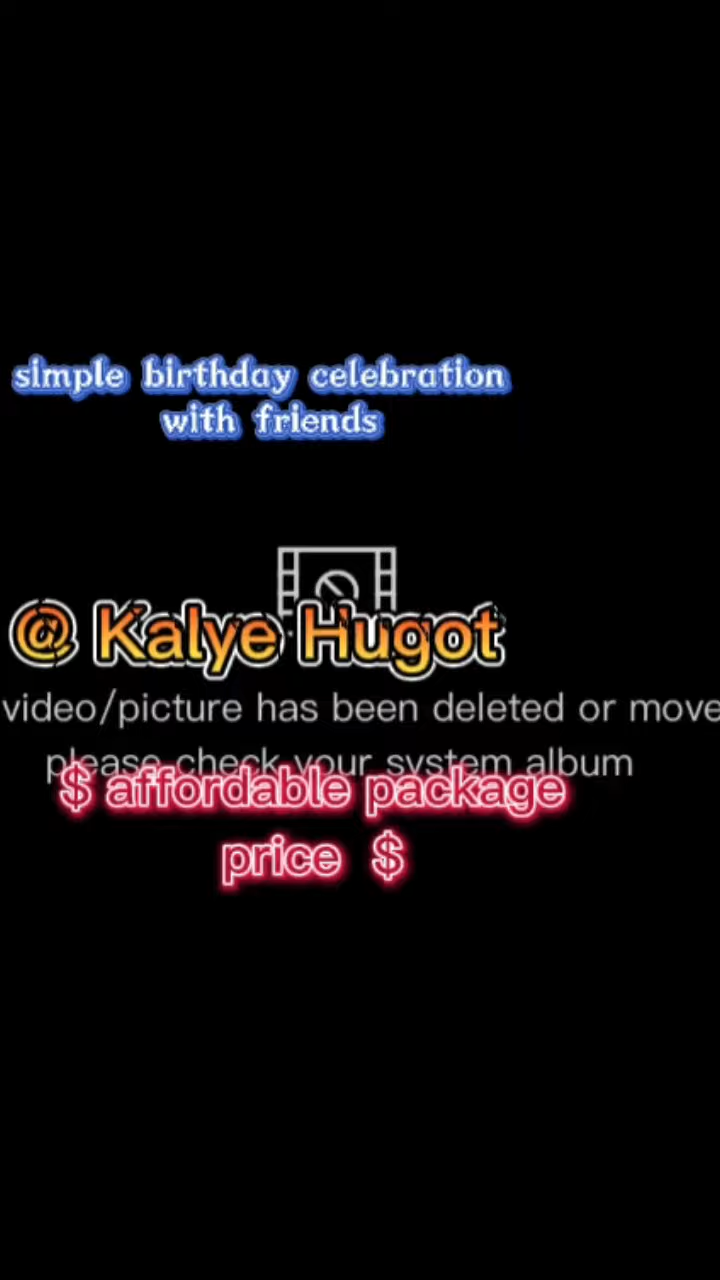 simple birthday celebration
with friends
@ Kalye Hugot
video/picture has been deleted or move
please check your system album
$ affordable package
price $